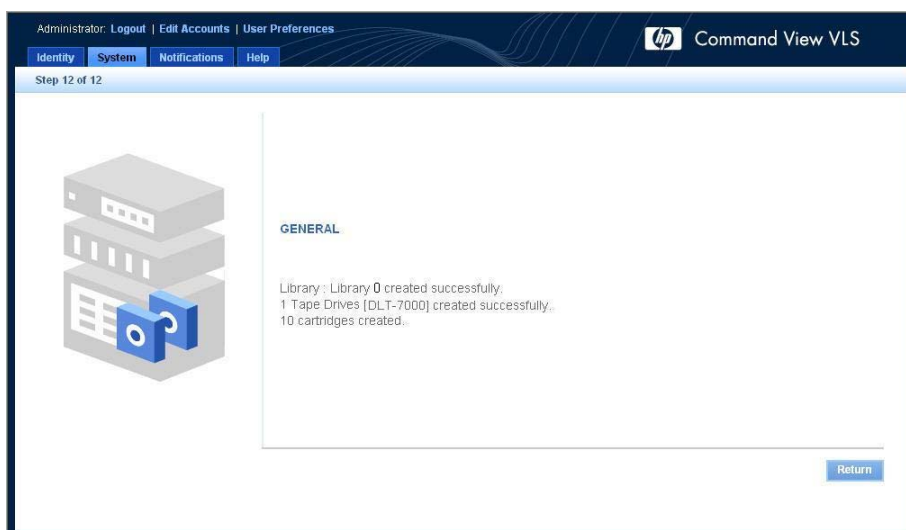 Administrator: Logout | Edit Accounts | User Preferences
hp Command View VLS
Identity System Notifications Help
Step 12 of 12
GENERAL
Library : Library 0 created successfully.
1 Tape Drives [DLT-7000] created successfully.
10 cartridges created.
Return